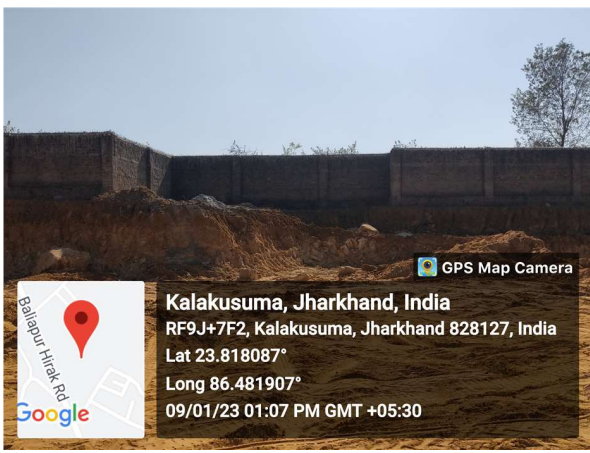 GPS Map Camera
Kalakusuma, Jharkhand, India
RF9J+7F2, Kalakusuma, Jharkhand 828127, India
Lat 23.818087°
Long 86.481907°
09/01/23 01:07 PM GMT +05:30
Baliapur Hirak Rd
Google